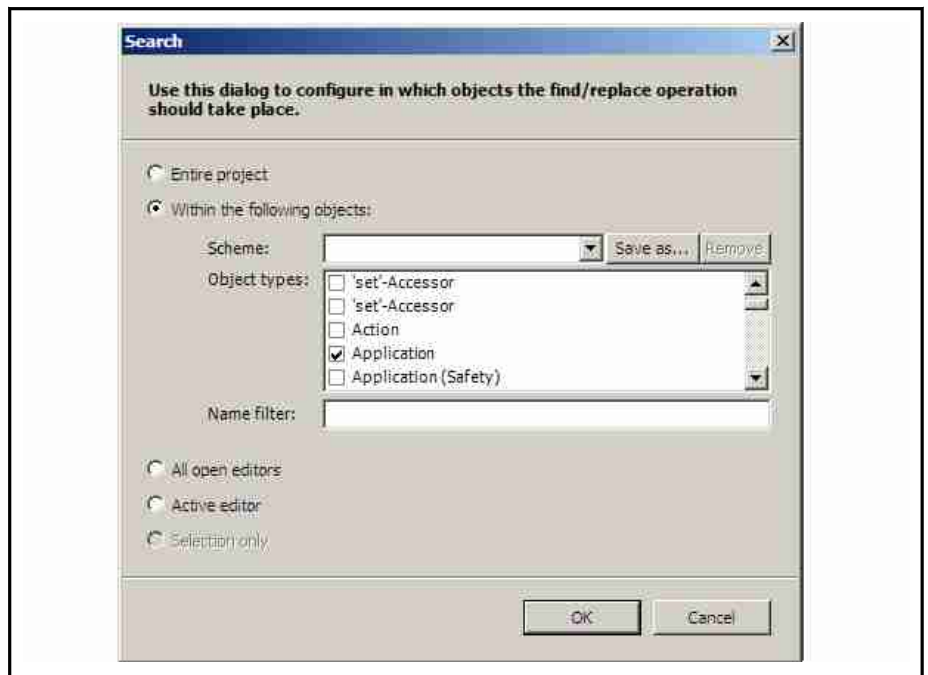 Search
Use this dialog to configure in which objects the find/replace operation
should take place.
Entire project
Within the following objects:
Scheme:
Save as...
Remove
Object types:
'set'-Accessor
'set'-Accessor
Action
Application
Application (Safety)
Name filter:
All open editors
Active editor
Selection only
OK
Cancel